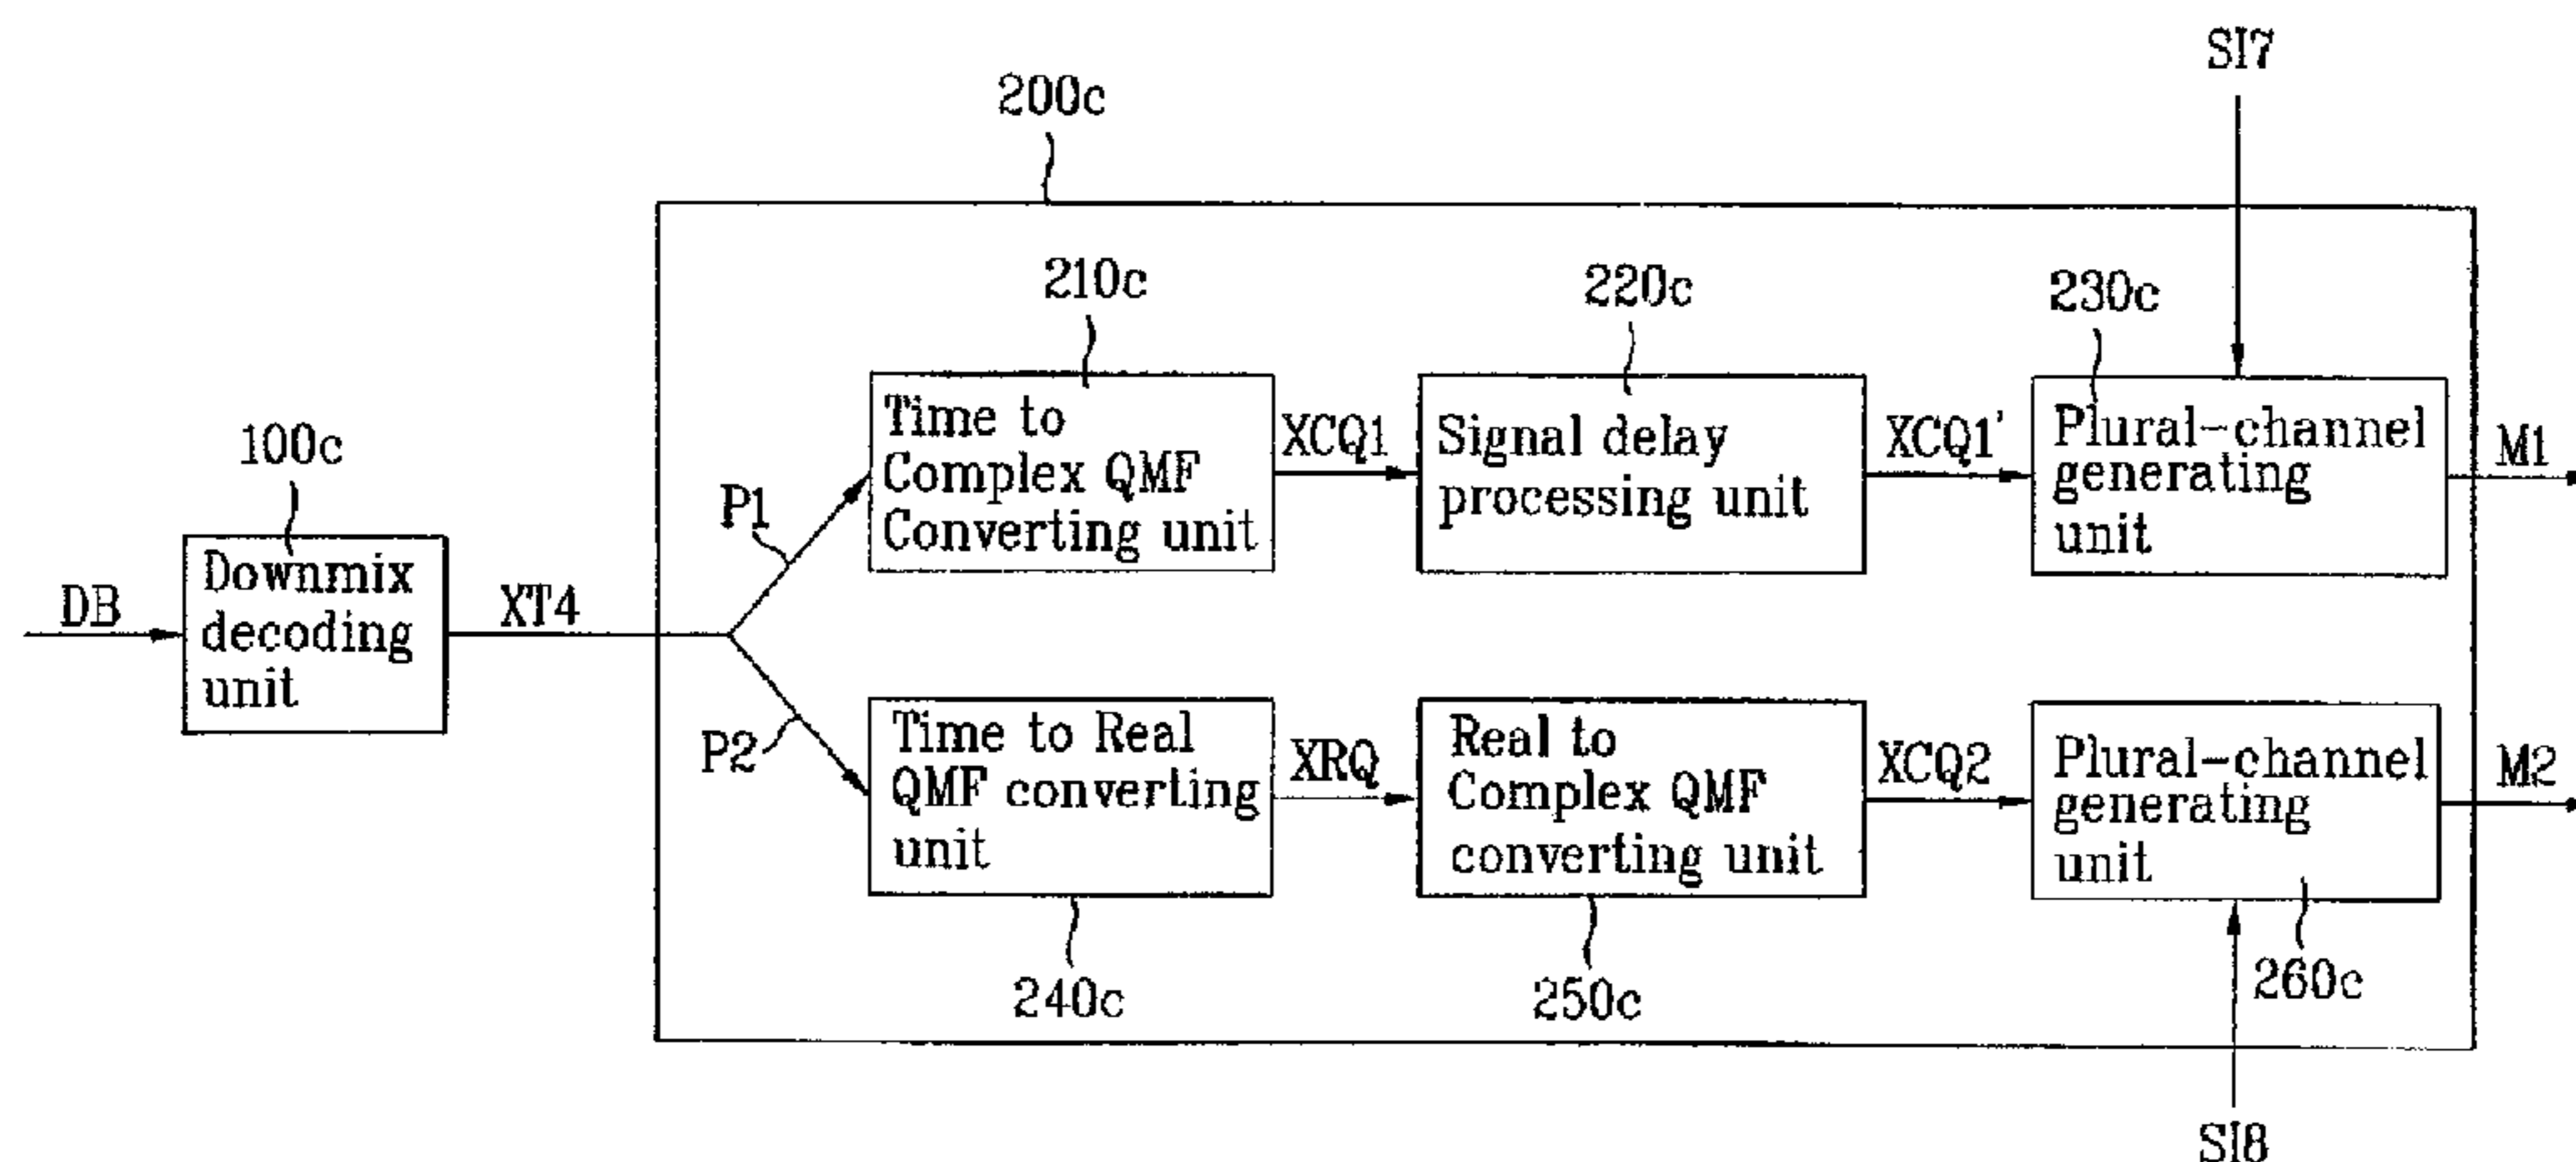 SI7
200c
210c
220c
230c
Time to
Complex QMF
Converting unit
XCQ1
Signal delay
processing unit
XCQ1'
Plural-channel
generating
unit
M1
100c
P1
DB
Downmix
decoding
unit
XT4
P2
Time to Real
QMF converting
unit
XRQ
Real to
Complex QMF
converting unit
XCQ2
Plural-channel
generating
unit
M2
240c
250c
260c
SI8